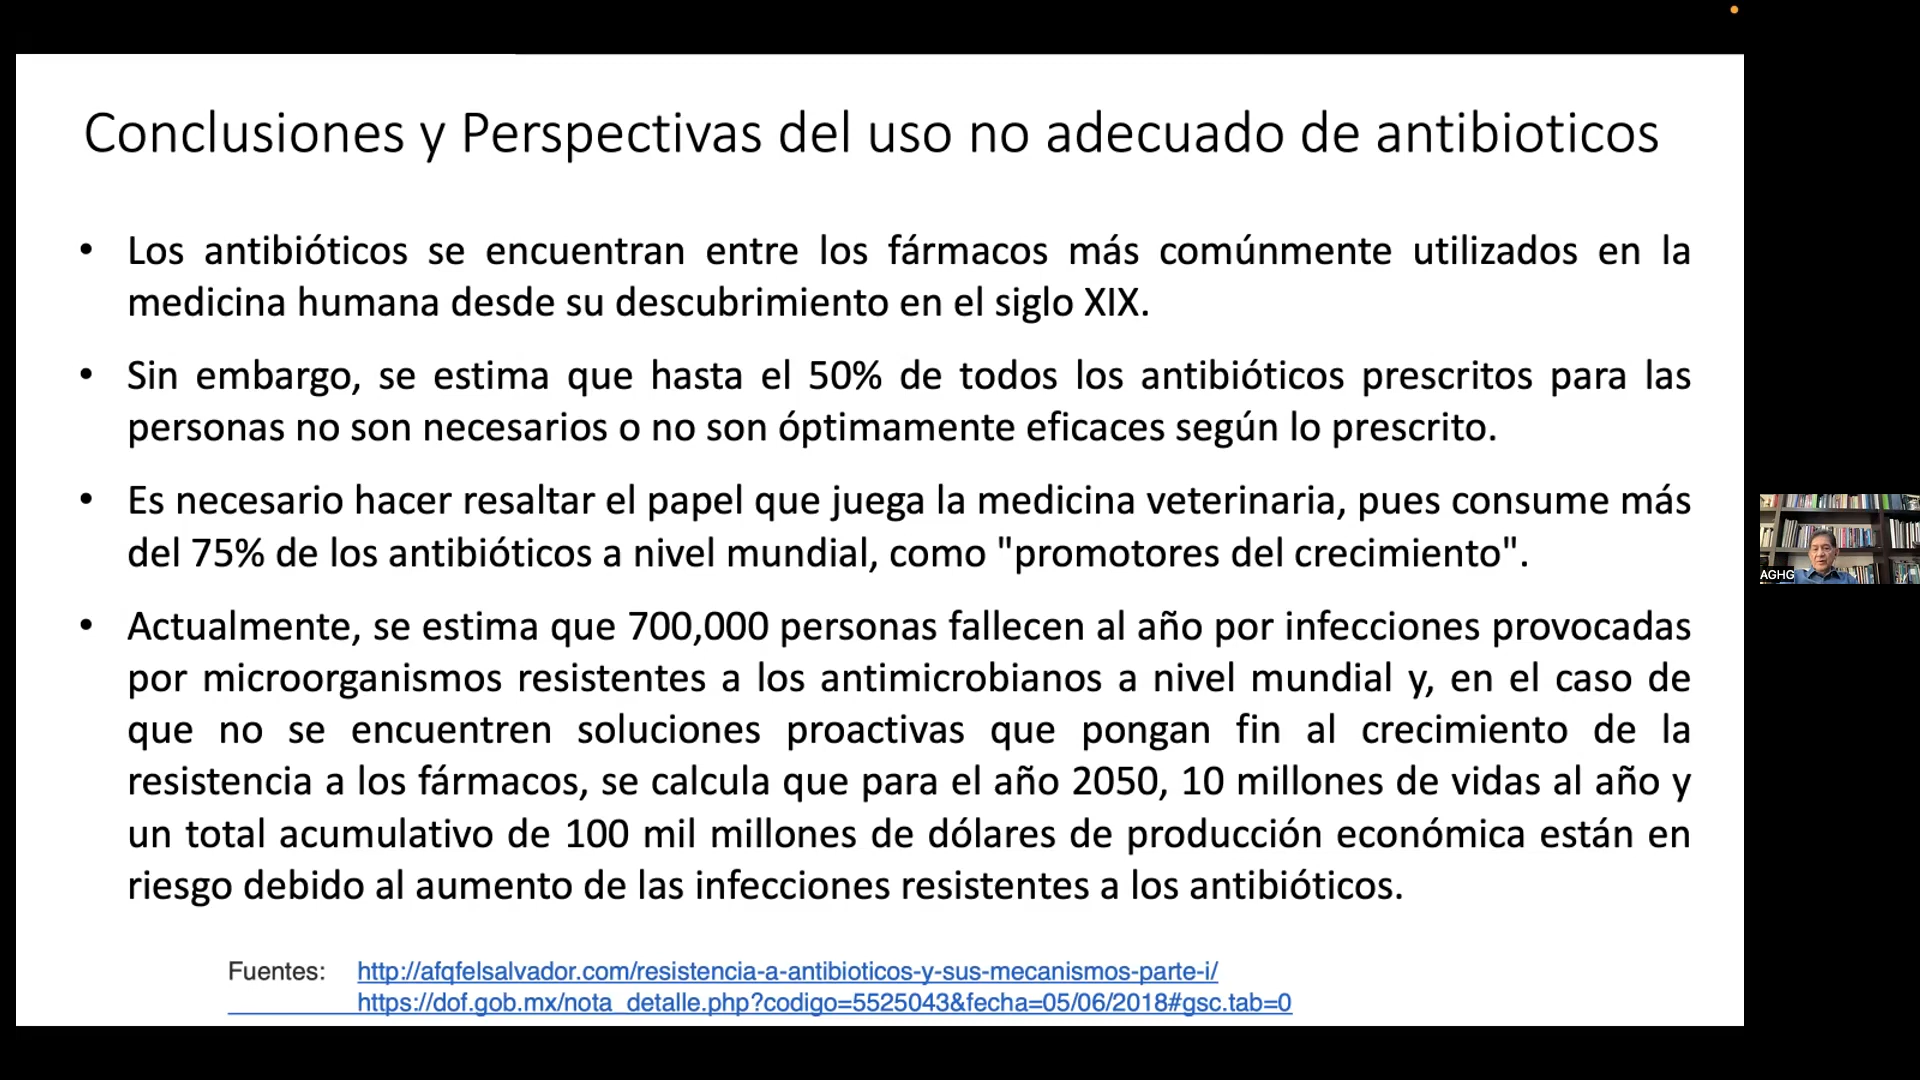 Conclusiones y Perspectivas del uso no adecuado de antibioticos
• Los antibióticos se encuentran entre los fármacos más comúnmente utilizados en la
medicina humana desde su descubrimiento en el siglo XIX.
• Sin embargo, se estima que hasta el 50% de todos los antibióticos prescritos para las
personas no son necesarios o no son óptimamente eficaces según lo prescrito.
• Es necesario hacer resaltar el papel que juega la medicina veterinaria, pues consume más
del 75% de los antibióticos a nivel mundial, como "promotores del crecimiento".
• Actualmente, se estima que 700,000 personas fallecen al año por infecciones provocadas
por microorganismos resistentes a los antimicrobianos a nivel mundial y, en el caso de
que no se encuentren soluciones proactivas que pongan fin al crecimiento de la
resistencia a los fármacos, se calcula que para el año 2050, 10 millones de vidas al año y
un total acumulativo de 100 mil millones de dólares de producción económica están en
riesgo debido al aumento de las infecciones resistentes a los antibióticos.
Fuentes: http://afqfelsalvador.com/resistencia-a-antibioticos-y-sus-mecanismos-parte-i/
https://dof.gob.mx/nota_detalle.php?codigo=5525043&fecha=05/06/2018#gsc.tab=0
AGHG